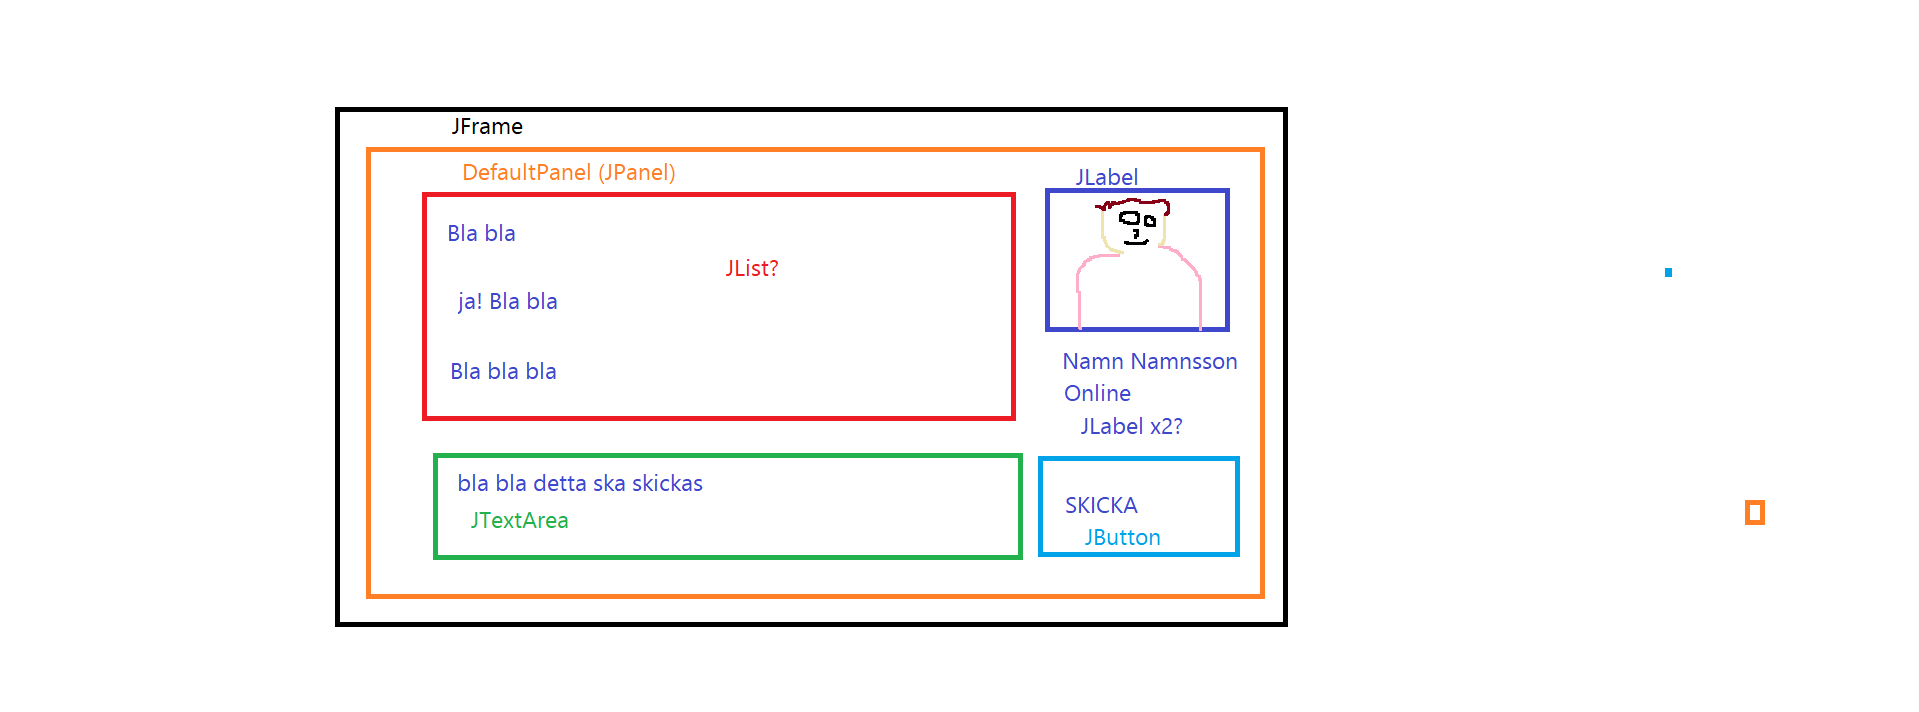 JFrame
DefaultPanel (JPanel)
JLabel
Bla bla
JList?
ja! Bla bla
Bla bla bla
Namn Namnsson
Online
JLabel x2?
bla bla detta ska skickas
JTextArea
SKICKA
JButton